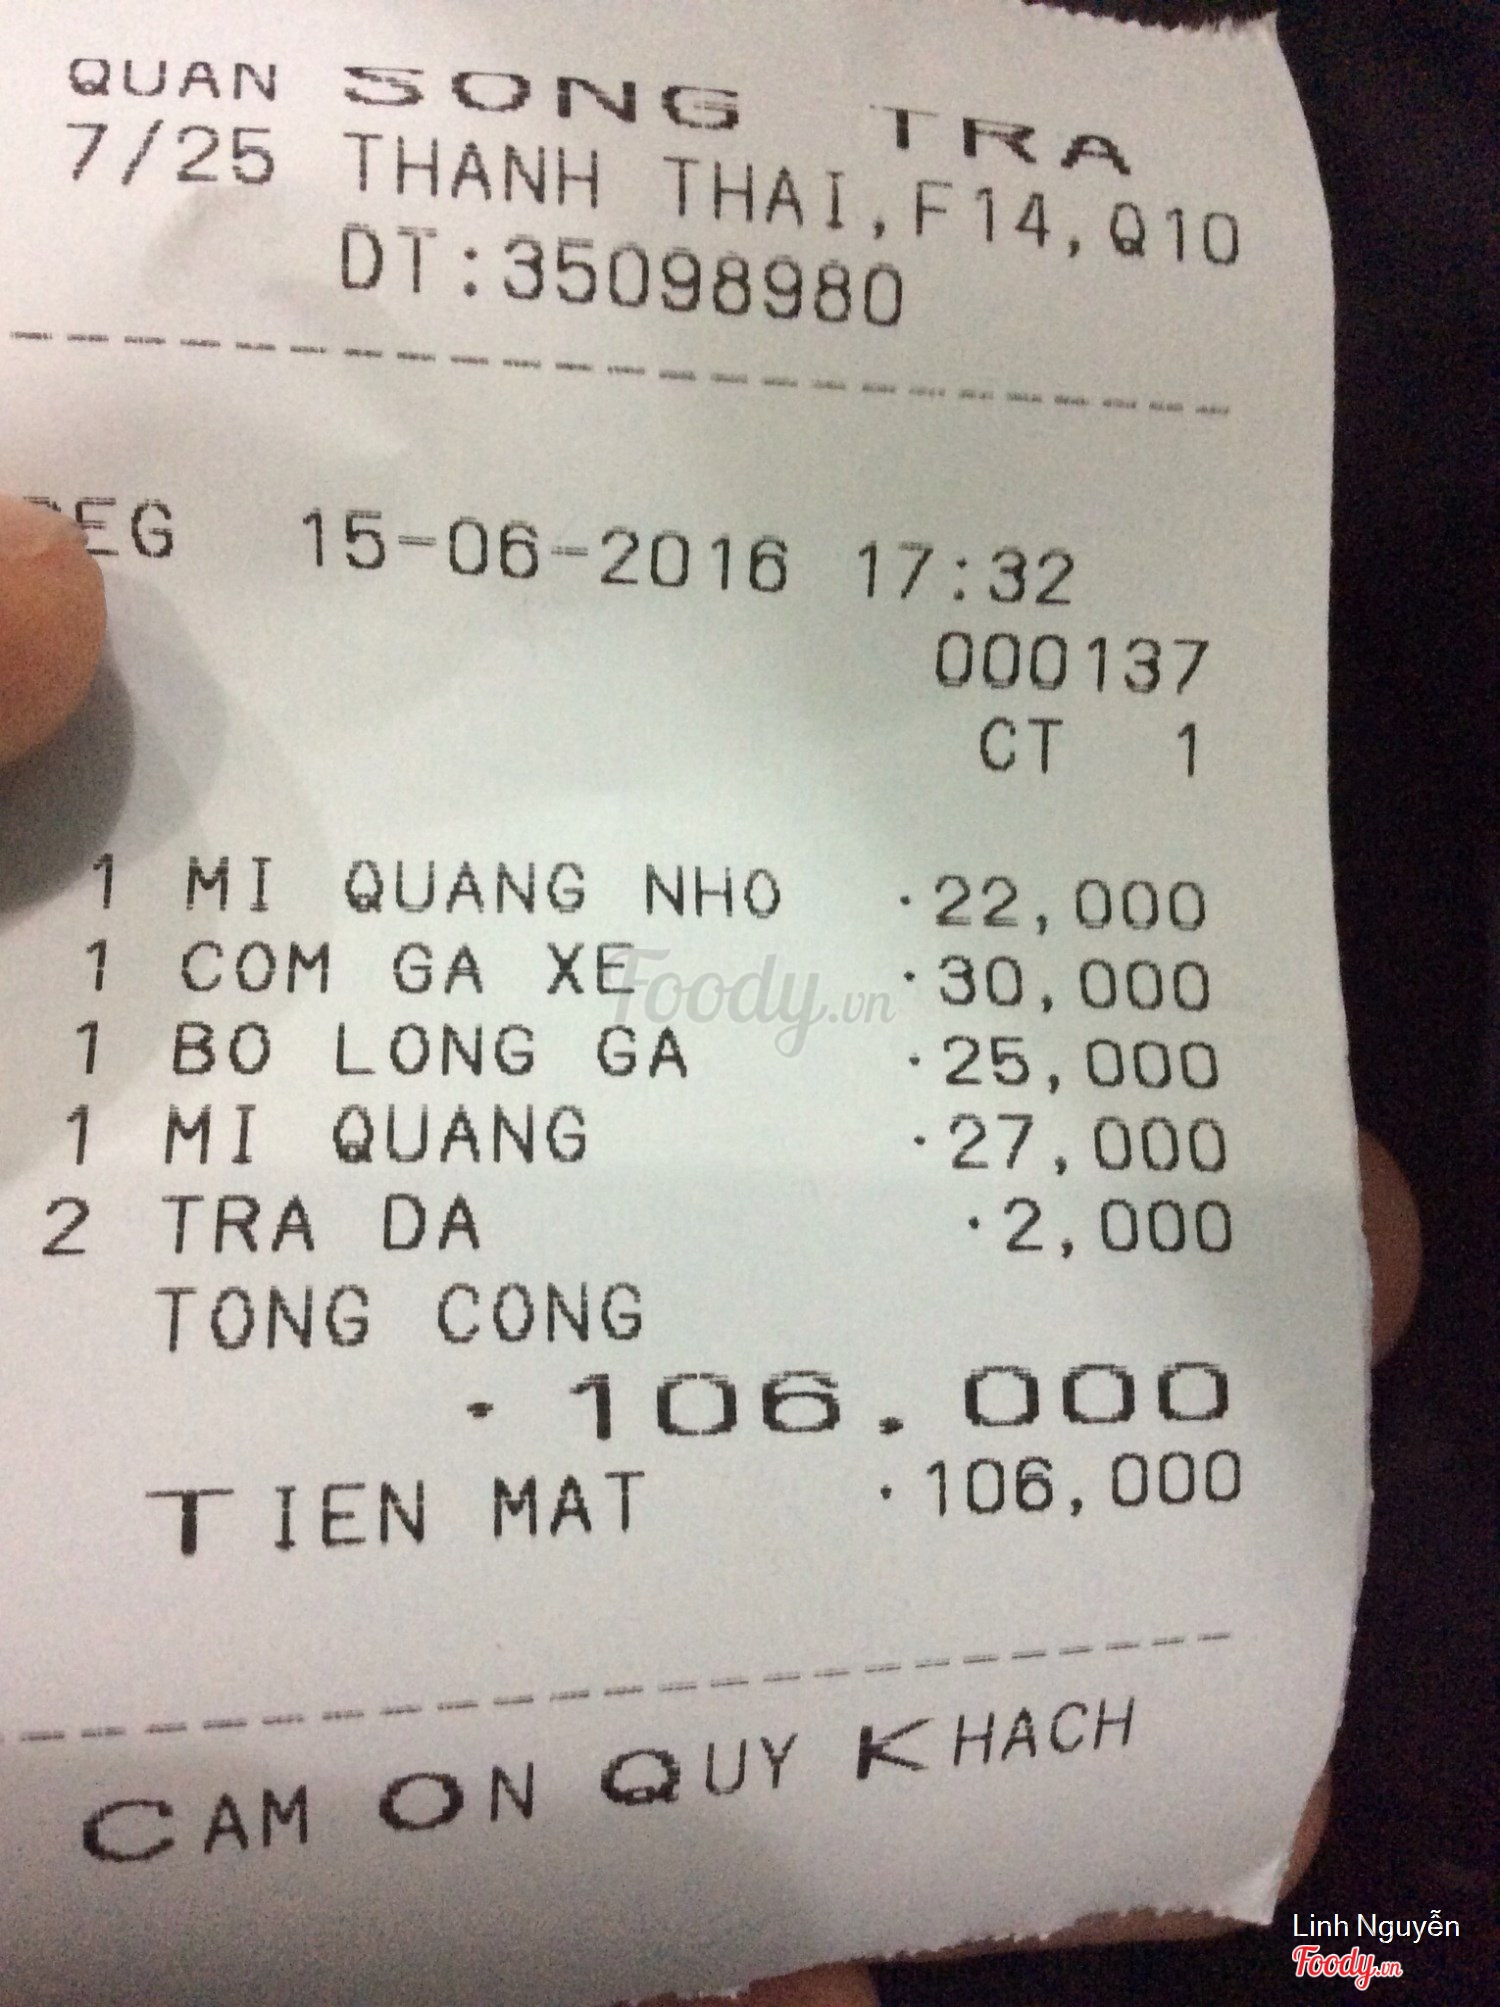 QUAN SONG TRA
7/25 THANH THAI,F14,Q10
DT:35098980
REG 15-06-2016 17:32
000137
CT 1
1 MI QUANG NHO ·22,000
1 COM GA XE ·30,000
1 BO LONG GA ·25,000
1 MI QUANG ·27,000
2 TRA DA ·2,000
TONG CONG
·106.000
TIEN MAT ·106,000
CAM ON QUY KHACH
Foody.vn
Linh Nguyễn
Foody.vn